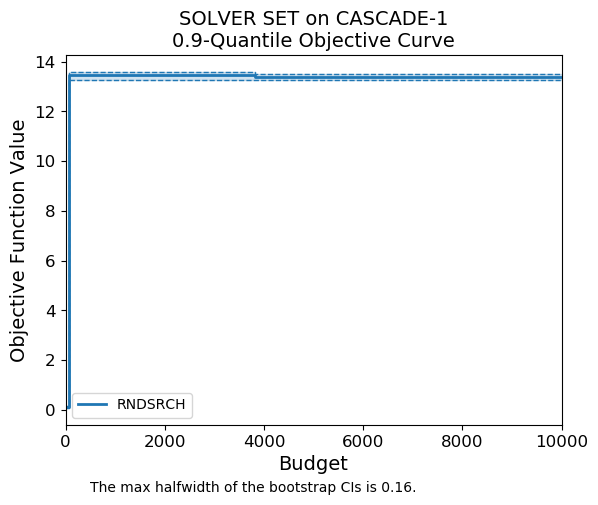 SOLVER SET on CASCADE-1
0.9-Quantile Objective Curve
Objective Function Value
14
12
10
8
6
4
2
0
RNDSRCH
0 2000 4000 6000 8000 10000
Budget
The max halfwidth of the bootstrap CIs is 0.16.